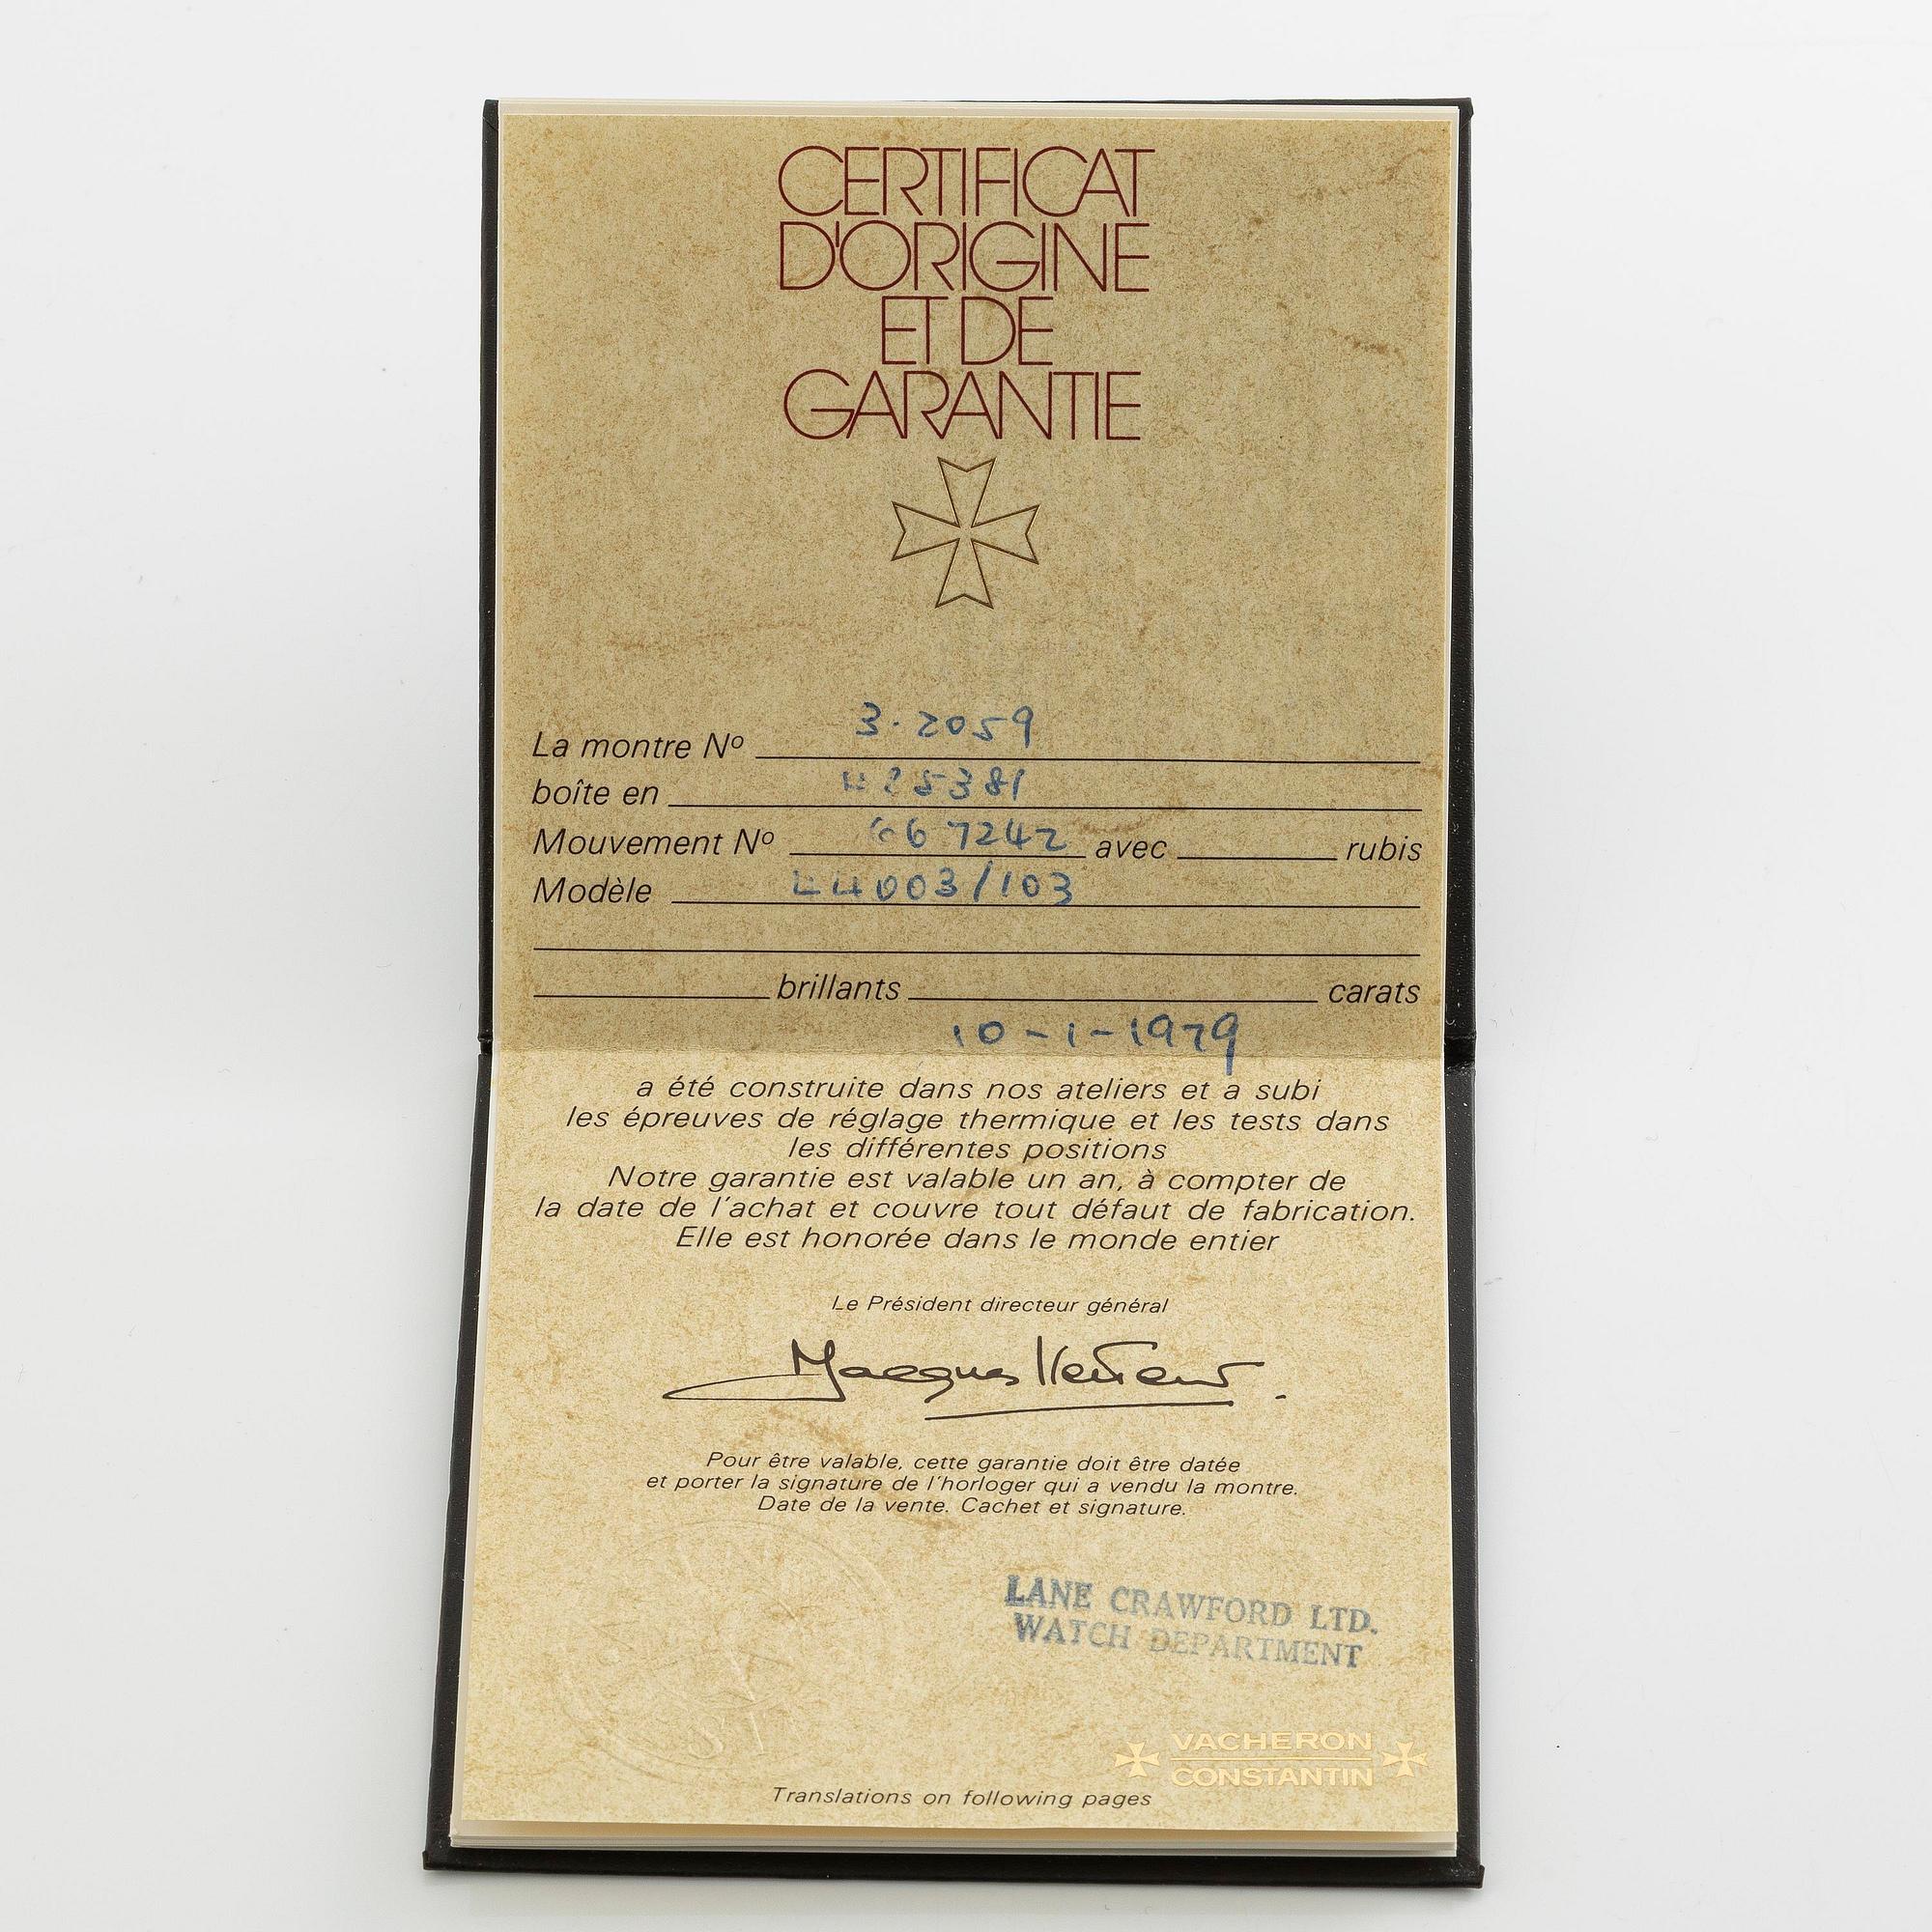 CERTIFICAT
D'ORIGINE
ET DE
GARANTIE
La montre Nº 3.2059
boîte en
Mouvement Nº 667242 avec rubis
Modèle 44003/103
brillants carats
10-1-1979
a été construite dans nos ateliers et a subi
les épreuves de réglage thermique et les tests dans
les différentes positions
Notre garantie est valable un an, à compter de
la date de l'achat et couvre tout défaut de fabrication.
Elle est honorée dans le monde entier
Le Président directeur général
Jacques
Pour être valable, cette garantie doit être datée
et porter la signature de l'horloger qui a vendu la montre.
Date de la vente. Cachet et signature.
LANE CRAWFORD LTD.
WATCH DEPARTMENT
VACHERON
CONSTANTIN
Translations on following pages